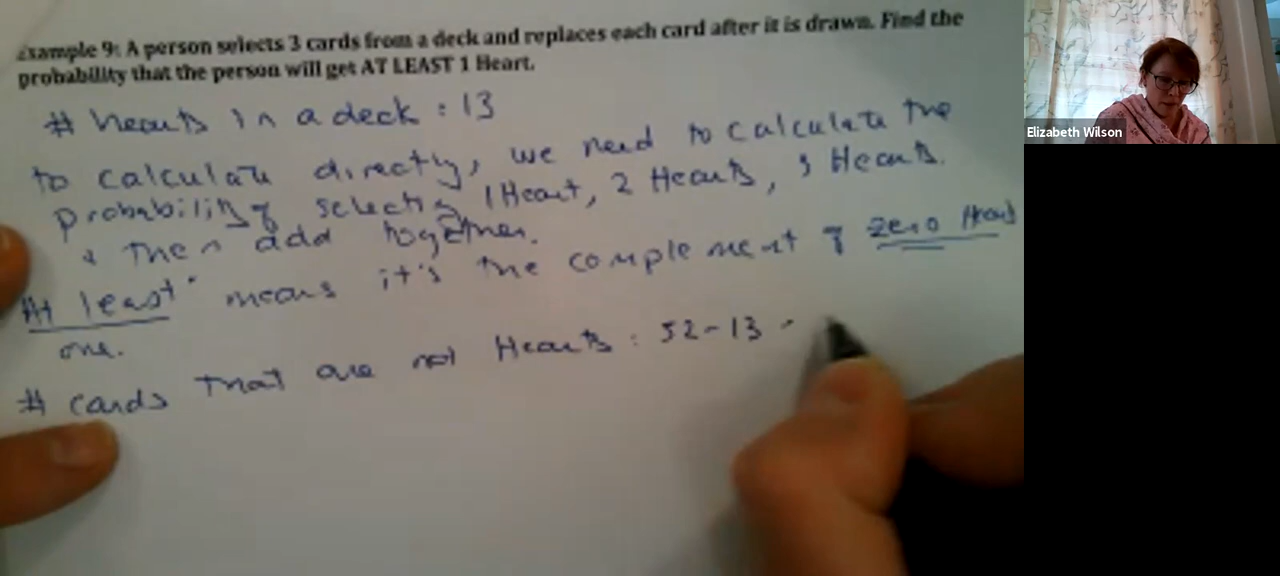 Example 9: A person selects 3 cards from a deck and replaces each card after it is drawn. Find the
probability that the person will get AT LEAST 1 Heart.
# hearts in a deck : 13
to calculate directly, we need to calculate the
probability of selecting 1 Heart, 2 Hearts, 3 Hearts.
& then add together.
At least" means it's the complement of zero Heart
one.
# cards that are not Hearts : 52-13 =
Elizabeth Wilson